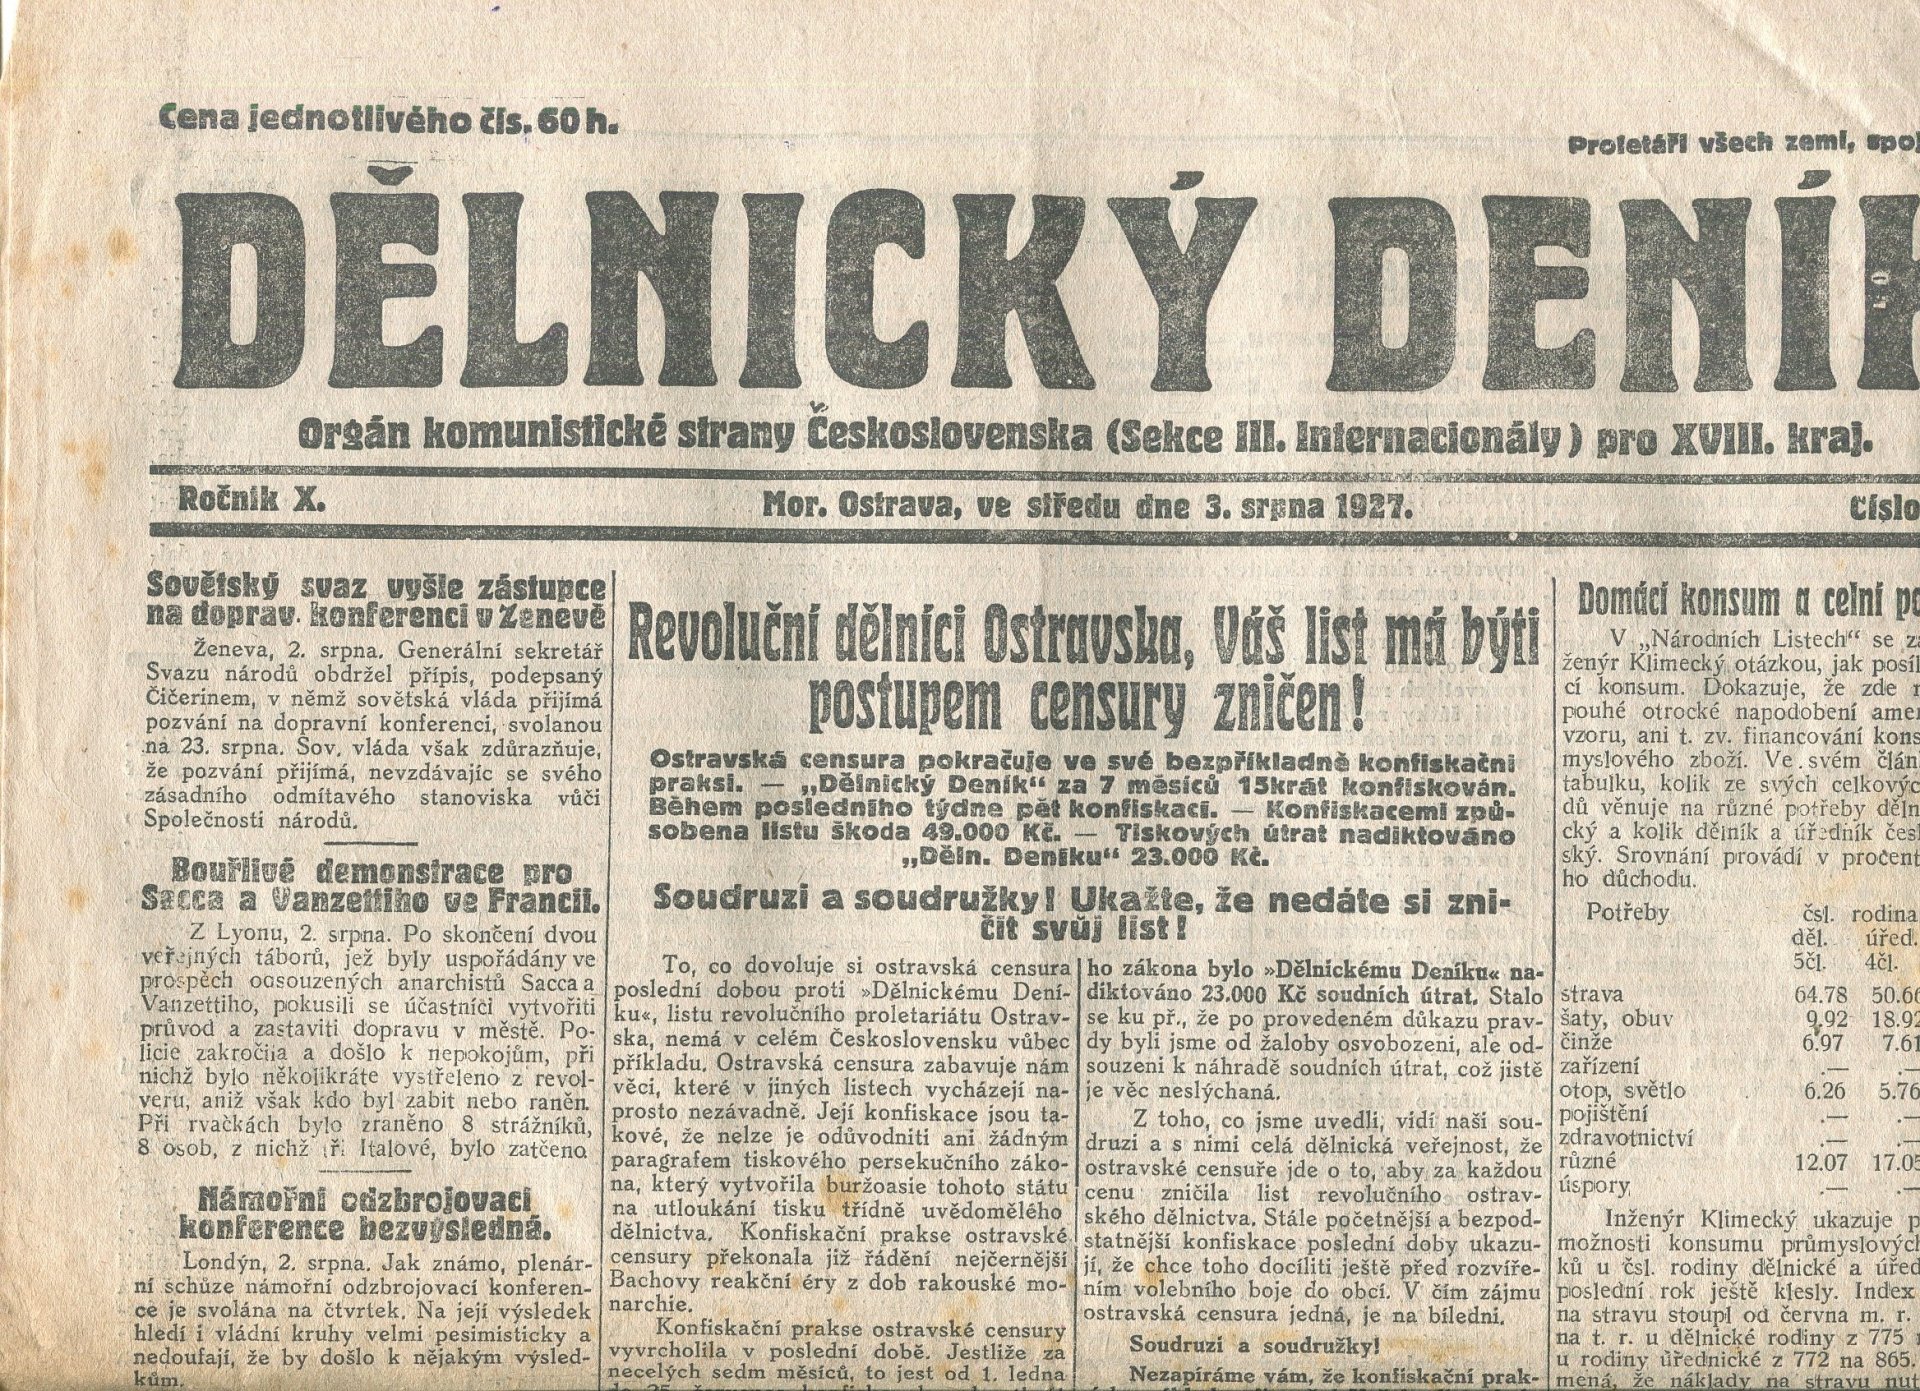 Cena jednotlivého čís. 60 h.
Proletáři všech zemí,
DĚLNICKÝ DENÍK
Orgán komunistické strany Československa (Sekce III. Internacionály) pro XVIII. kraj.
Ročník X.
Mor. Ostrava, ve středu dne 3. srpna 1927.
Číslo
Sovětský svaz vyšle zástupce
na doprav. konferenci v Ženevě
Ženeva, 2. srpna. Generální sekretář
Svazu národů obdržel přípis, podepsaný
Čičerinem, v němž sovětská vláda přijímá
pozvání na dopravní konferenci, svolanou
na 23. srpna. Sov. vláda však zdůrazňuje,
že pozvání přijímá, nevzdávajíc se svého
zásadního odmítavého stanoviska vůči
Společnosti národů.
Bouřlivé demonstrace pro
Sacca a Vanzettiho ve Francii.
Z Lyonu, 2. srpna. Po skončení dvou
veřejných táborů, jež byly uspořádány ve
prospěch odsouzených anarchistů Sacca a
Vanzettiho, pokusili se účastníci vytvořiti
průvod a zastaviti dopravu v městě. Po-
licie zakročila a došlo k nepokojům, při
nichž bylo několikráte vystřeleno z revol-
veru, aniž však kdo byl zabit nebo raněn.
Při rvačkách bylo zraněno 8 strážníků,
8 osob, z nichž tři Italové, bylo zatčeno
Námořní odzbrojovací
konference bezvýsledná.
Londýn, 2. srpna. Jak známo, plenár-
ní schůze námořní odzbrojovací konferen-
ce je svolána na čtvrtek. Na její výsledek
hledí i vládní kruhy velmi pesimisticky a
nedoufají, že by došlo k nějakým výsled-
kům.
Revoluční dělníci Ostravska, Váš list má býti
postupem censury zničen!
Ostravská censura pokračuje ve své bezpříkladné konfiskační
praksi. — „Dělnický Deník“ za 7 měsíců 15krát konfiskován.
Během posledního týdne pět konfiskací. — Konfiskacemi způ-
sobena listu škoda 49.000 Kč. — Tiskových útrat nadiktováno
„Děln. Deníku“ 23.000 Kč.
Soudruzi a soudružky! Ukažte, že nedáte si zni-
čit svůj list!
To, co dovoluje si ostravská censura
poslední dobou proti »Dělnickému Dení-
ku«, listu revolučního proletariátu Ostrav-
ska, nemá v celém Československu vůbec
příkladu. Ostravská censura zabavuje nám
věci, které v jiných listech vycházejí na-
prosto nezávadně. Její konfiskace jsou ta-
kové, že nelze je odůvodniti ani žádným
paragrafem tiskového persekučního záko-
na, který vytvořila buržoasie tohoto státu
na utloukání tisku třídně uvědomělého
dělnictva. Konfiskační prakse ostravské
censury překonala již řádění nejčernější
Bachovy reakční éry z dob rakouské mo-
narchie.
Konfiskační prakse ostravské censury
vyvrcholila v poslední době. Jestliže za
necelých sedm měsíců, to jest od 1. ledna
ho zákona bylo »Dělnickému Deníku« na-
diktováno 23.000 Kč soudních útrat. Stalo
se ku př., že po provedeném důkazu prav-
dy byli jsme od žaloby osvobozeni, ale od-
souzeni k náhradě soudních útrat, což jistě
je věc neslýchaná.
Z toho, co jsme uvedli, vidí naši sou-
druzi a s nimi celá dělnická veřejnost, že
ostravské censuře jde o to, aby za každou
cenu zničila list revolučního ostrav-
ského dělnictva. Stále početnější a bezpod-
statnější konfiskace poslední doby ukazu-
jí, že chce toho docíliti ještě před rozvíře-
ním volebního boje do obcí. V čím zájmu
ostravská censura jedná, je na bíledni.
Soudruzi a soudružky!
Nezapíráme vám, že konfiskační prak-
Domácí konsum a celní
V „Národních Listech“ se
ženýr Klimecký otázkou, jak
cí konsum. Dokazuje, že zde
pouhé otrocké napodobení
vzoru, ani t. zv. financování
myslového zboží. Ve svém
tabulku, kolik ze svých
dů věnuje na různé potřeby
cký a kolik dělník a úředník
ský. Srovnání provádí v
ho důchodu.
Potřeby čsl. rodina
děl. úřed.
5čl. 4čl.
strava 64.78 50.66
šaty, obuv 9.92 18.92
činže 6.97 7.61
zařízení .— .—
otop, světlo 6.26 5.76
pojištění .— .—
zdravotnictví .— .—
různé 12.07 17.05
úspory .— .—
Inženýr Klimecký ukazuje
možnosti konsumu průmyslových
ků u čsl. rodiny dělnické a
poslední rok ještě klesly. Index
na stravu stoupl od června m. r.
na t. r. u dělnické rodiny z 775
u rodiny úřednické z 772 na 865.
mená, že náklady na stravu